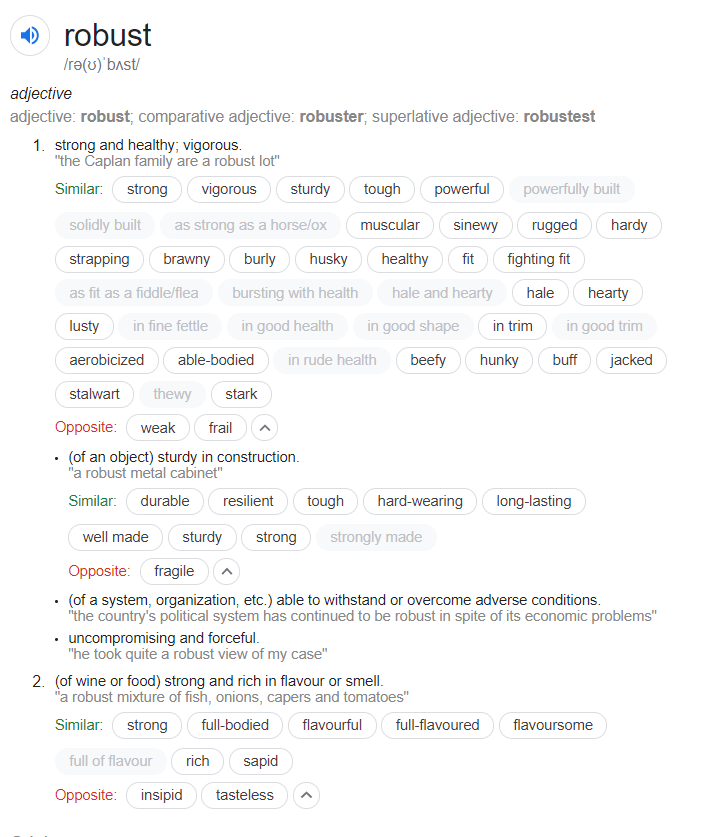 robust
/rə(ʊ)ˈbʌst/
adjective
adjective: robust; comparative adjective: robuster; superlative adjective: robustest
1. strong and healthy; vigorous.
"the Caplan family are a robust lot"
Similar: strong vigorous sturdy tough powerful powerfully built
solidly built as strong as a horse/ox muscular sinewy rugged hardy
strapping brawny burly husky healthy fit fighting fit
as fit as a fiddle/flea bursting with health hale and hearty hale hearty
lusty in fine fettle in good health in good shape in trim in good trim
aerobicized able-bodied in rude health beefy hunky buff jacked
stalwart thewy stark
Opposite: weak frail
• (of an object) sturdy in construction.
"a robust metal cabinet"
Similar: durable resilient tough hard-wearing long-lasting
well made sturdy strong strongly made
Opposite: fragile
• (of a system, organization, etc.) able to withstand or overcome adverse conditions.
"the country's political system has continued to be robust in spite of its economic problems"
• uncompromising and forceful.
"he took quite a robust view of my case"
2. (of wine or food) strong and rich in flavour or smell.
"a robust mixture of fish, onions, capers and tomatoes"
Similar: strong full-bodied flavourful full-flavoured flavoursome
full of flavour rich sapid
Opposite: insipid tasteless